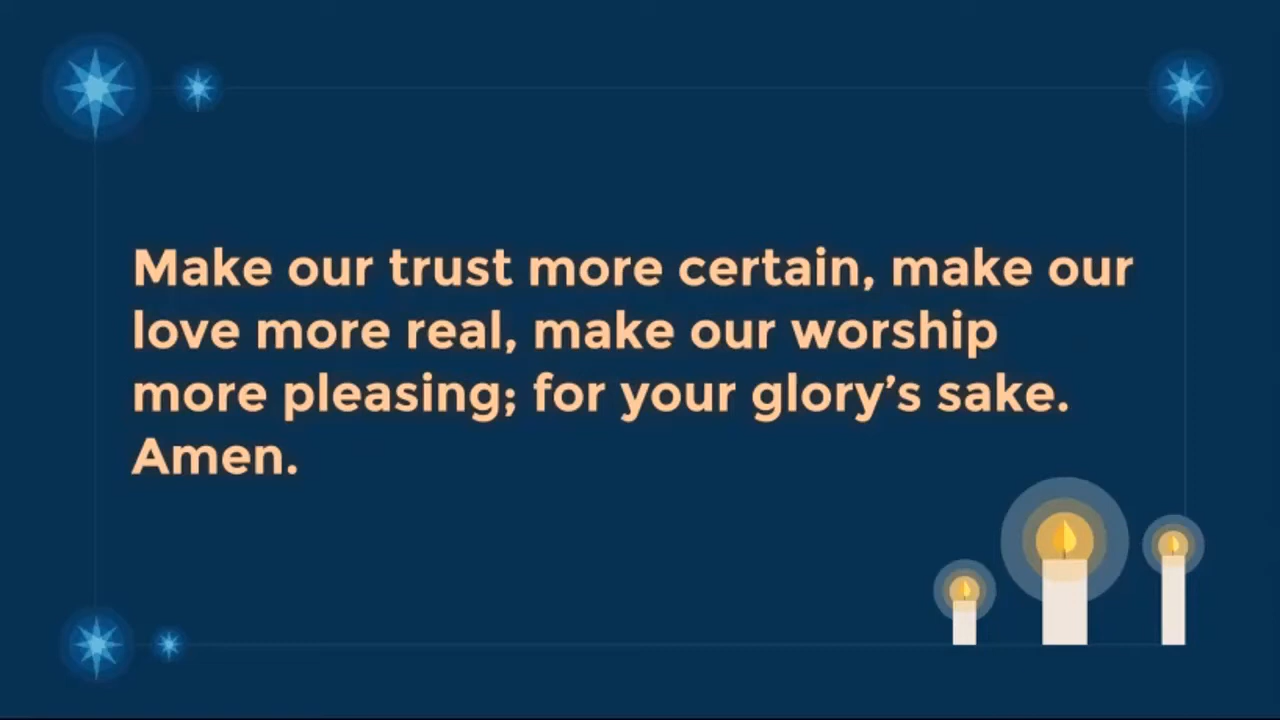 Make our trust more certain, make our
love more real, make our worship
more pleasing; for your glory’s sake.
Amen.